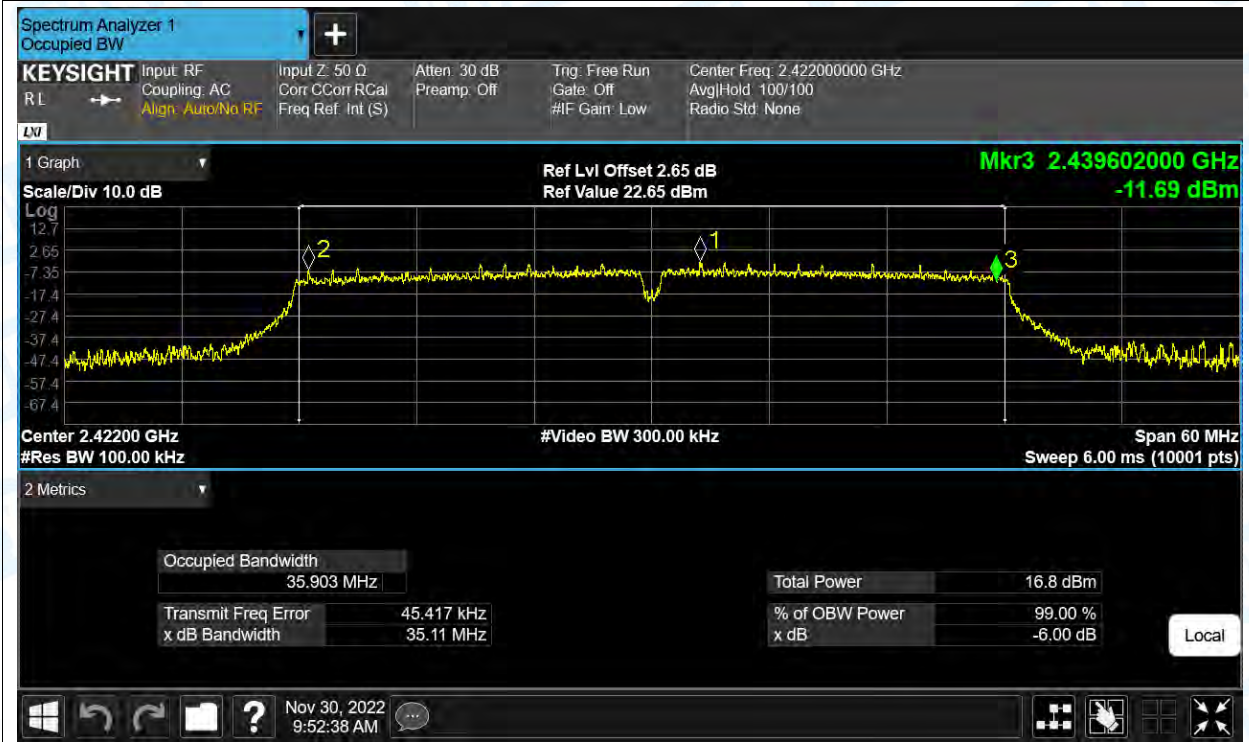 Spectrum Analyzer 1
Occupied BW
+
KEYSIGHT
R L
LXI
Input: RF
Coupling: AC
Align: Auto/No RF
Input Z: 50 Ω
Corr CCorr RCal
Freq Ref: Int (S)
Atten: 30 dB
Preamp: Off
Trig: Free Run
Gate: Off
#IF Gain: Low
Center Freq: 2.422000000 GHz
Avg|Hold: 100/100
Radio Std: None
1 Graph
Scale/Div 10.0 dB
Ref Lvl Offset 2.65 dB
Ref Value 22.65 dBm
Mkr3 2.439602000 GHz
-11.69 dBm
Log
12.7
2.65
-7.35
-17.4
-27.4
-37.4
-47.4
-57.4
-67.4
2
1
3
Center 2.42200 GHz
#Res BW 100.00 kHz
#Video BW 300.00 kHz
Span 60 MHz
Sweep 6.00 ms (10001 pts)
2 Metrics
Occupied Bandwidth
35.903 MHz
Transmit Freq Error 45.417 kHz
x dB Bandwidth 35.11 MHz
Total Power 16.8 dBm
% of OBW Power 99.00 %
x dB -6.00 dB
Local
?
Nov 30, 2022
9:52:38 AM